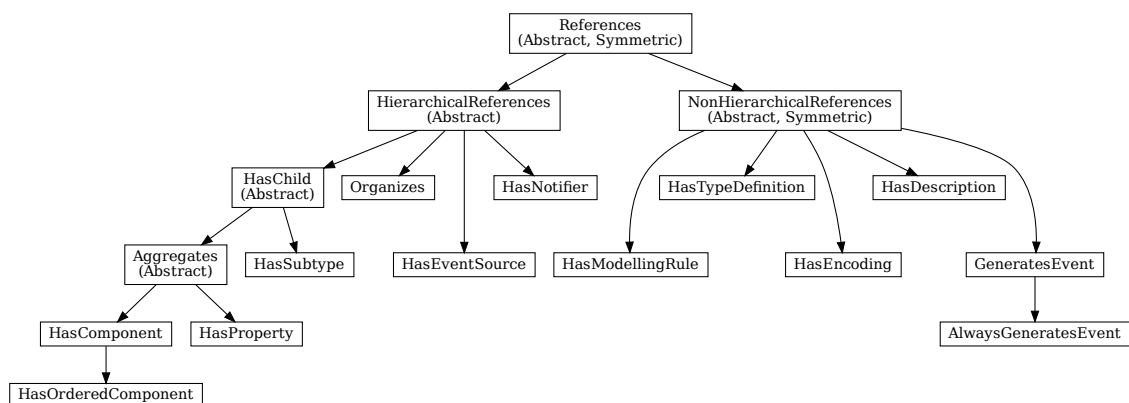 References
(Abstract, Symmetric)
HierarchicalReferences
(Abstract)
NonHierarchicalReferences
(Abstract, Symmetric)
HasChild
(Abstract)
Organizes
HasNotifier
HasTypeDefinition
HasDescription
Aggregates
(Abstract)
HasSubtype
HasEventSource
HasModellingRule
HasEncoding
GeneratesEvent
HasComponent
HasProperty
AlwaysGeneratesEvent
HasOrderedComponent